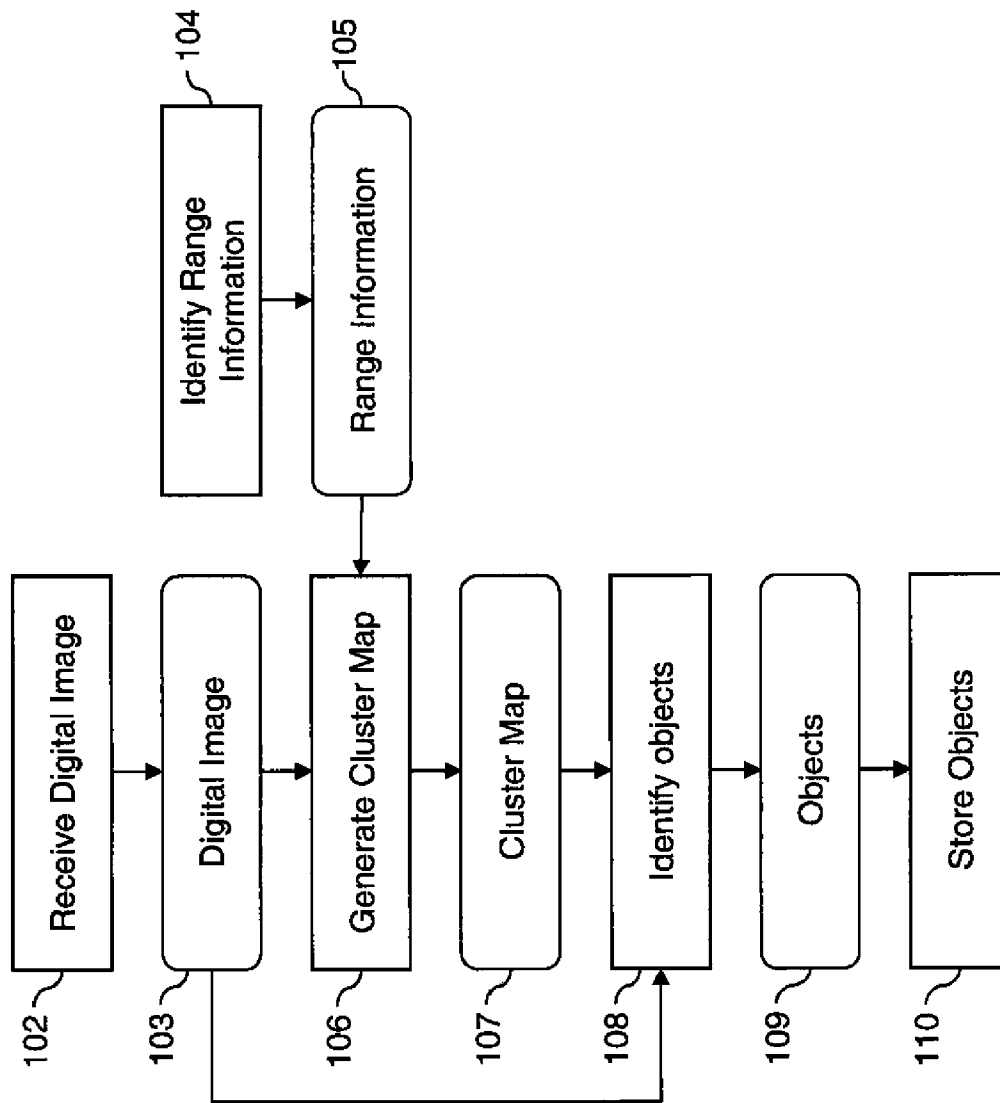 102
Receive Digital Image
103
Digital Image
104
Identify Range
Information
105
Range Information
106
Generate Cluster Map
107
Cluster Map
108
Identify objects
109
Objects
110
Store Objects